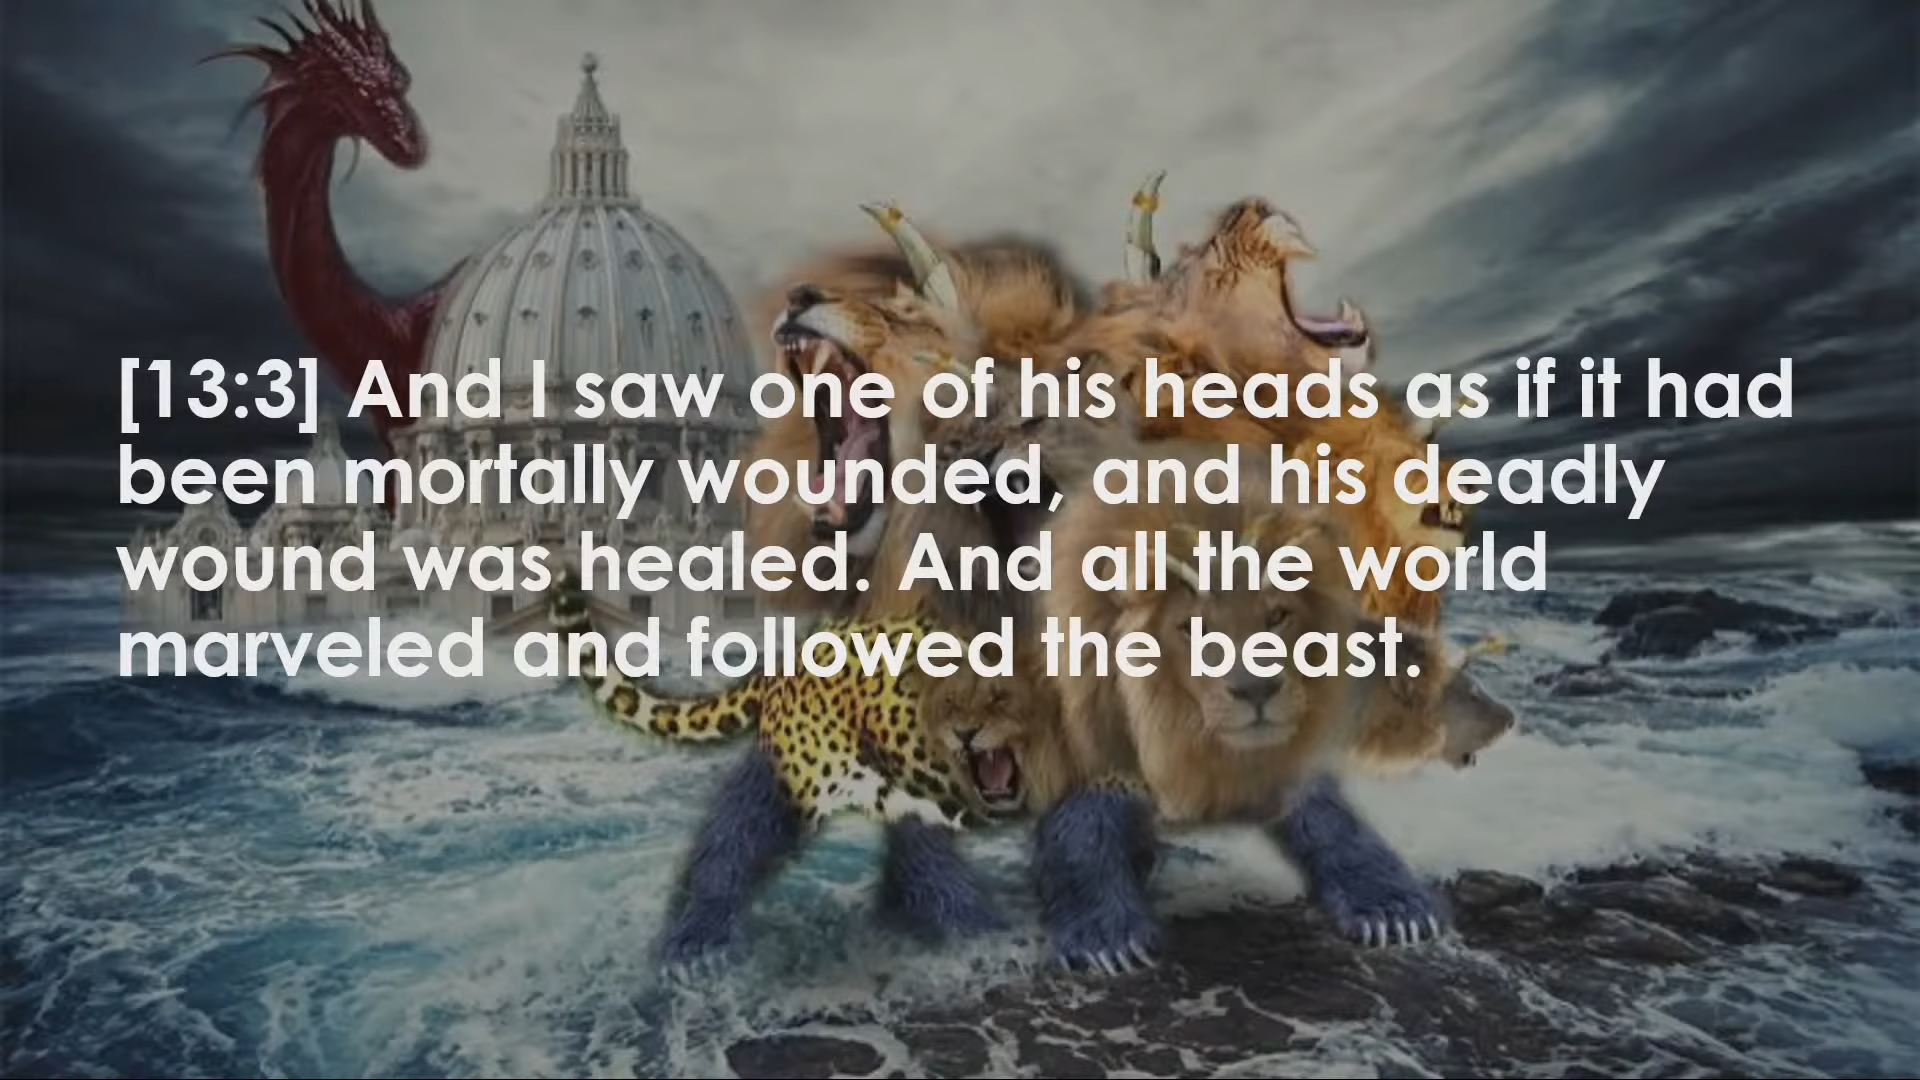 [13:3] And I saw one of his heads as if it had
been mortally wounded, and his deadly
wound was healed. And all the world
marveled and followed the beast.